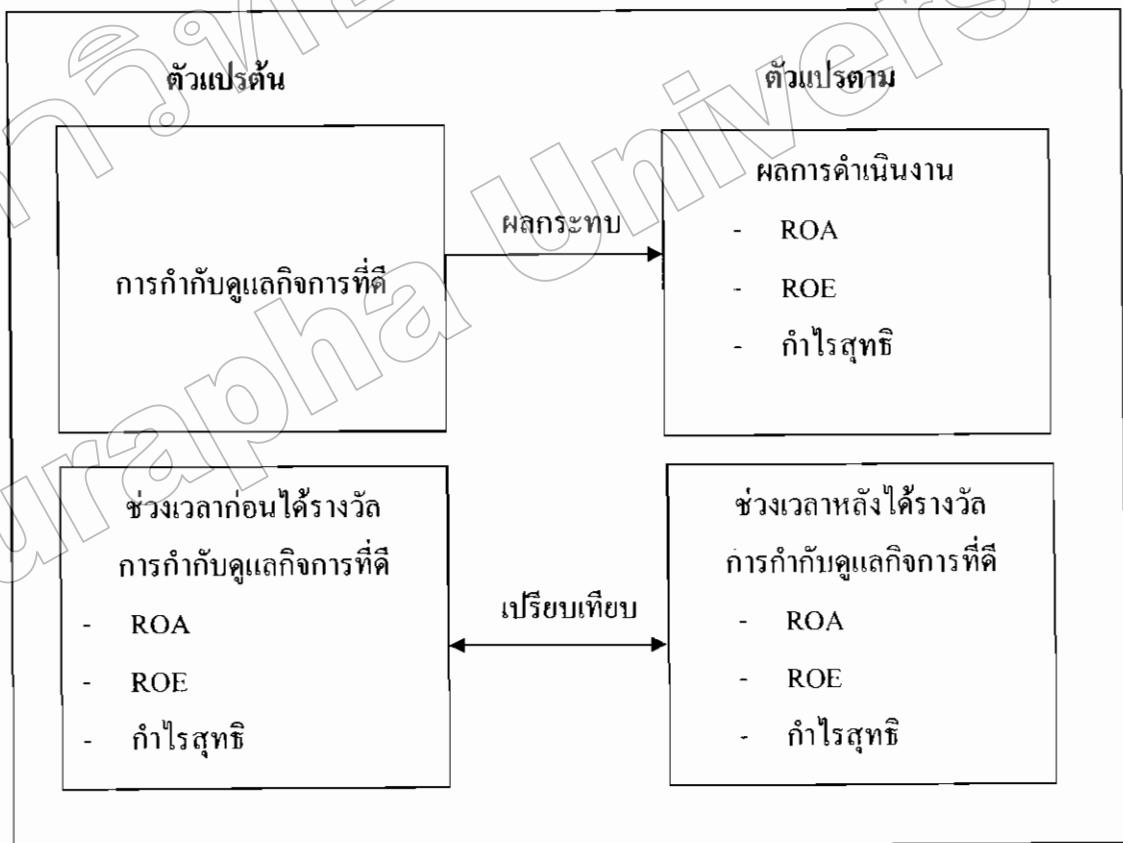 ตัวแปรต้น
ตัวแปรตาม
การกำกับดูแลกิจการที่ดี
ผลกระทบ
ผลการดำเนินงาน
- ROA
- ROE
- กำไรสุทธิ
ช่วงเวลาก่อนได้รางวัล
การกำกับดูแลกิจการที่ดี
- ROA
- ROE
- กำไรสุทธิ
เปรียบเทียบ
ช่วงเวลาหลังได้รางวัล
การกำกับดูแลกิจการที่ดี
- ROA
- ROE
- กำไรสุทธิ
urapha Univers